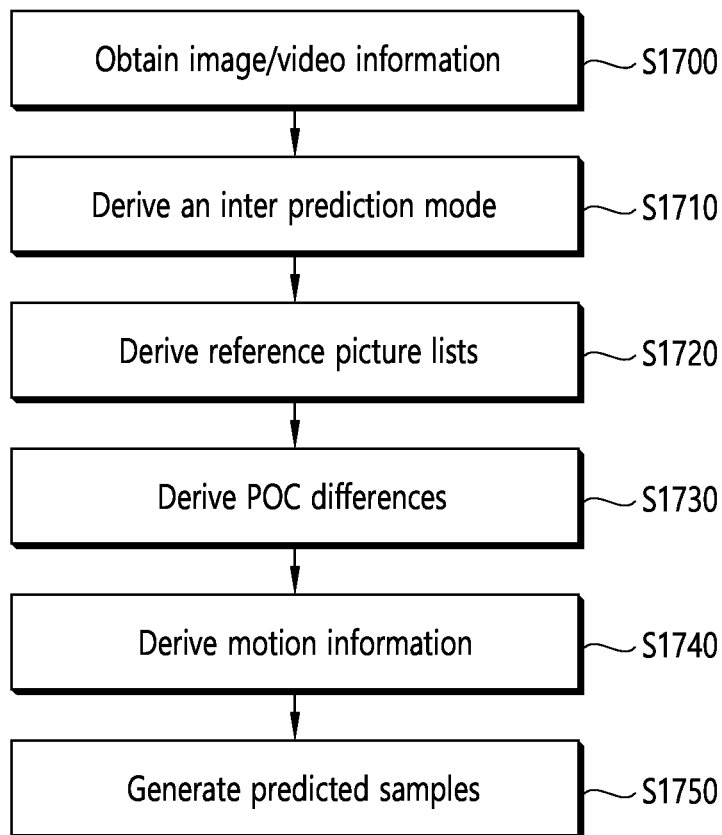 Obtain image/video information S1700
Derive an inter prediction mode S1710
Derive reference picture lists S1720
Derive POC differences S1730
Derive motion information S1740
Generate predicted samples S1750